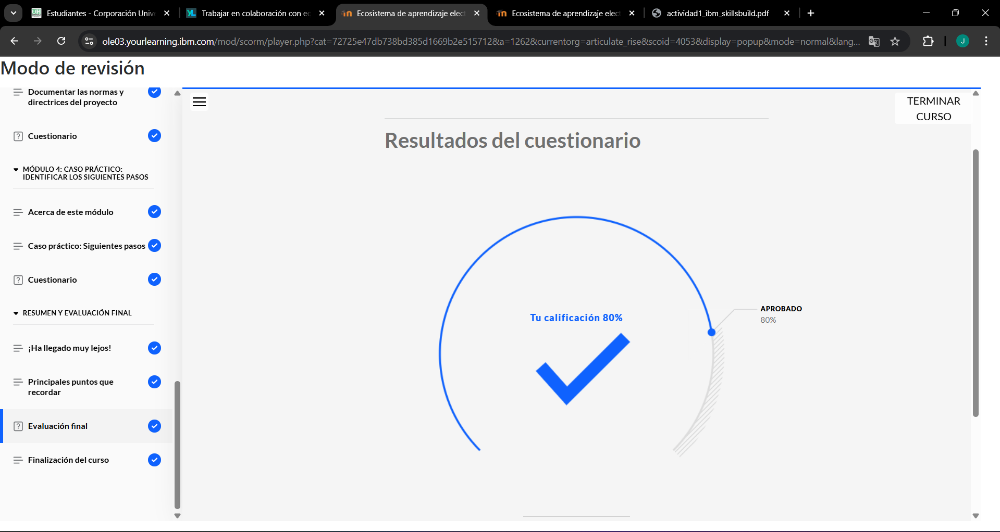 Estudiantes - Corporación Univ
Trabajar en colaboración con eq
Ecosistema de aprendizaje elect
Ecosistema de aprendizaje elect
actividad1_ibm_skillsbuild.pdf
ole03.yourlearning.ibm.com/mod/scorm/player.php?cat=72725e47db738bd385d1669b2e515712&a=1262&currentorg=articulate_rise&scoid=4053&display=popup&mode=normal&lang...
J
Modo de revisión
Documentar las normas y
directrices del proyecto
Cuestionario
MÓDULO 4: CASO PRÁCTICO:
IDENTIFICAR LOS SIGUIENTES PASOS
Acerca de este módulo
Caso práctico: Siguientes pasos
Cuestionario
RESUMEN Y EVALUACIÓN FINAL
¡Ha llegado muy lejos!
Principales puntos que
recordar
Evaluación final
Finalización del curso
TERMINAR
CURSO
Resultados del cuestionario
Tu calificación 80%
APROBADO
80%